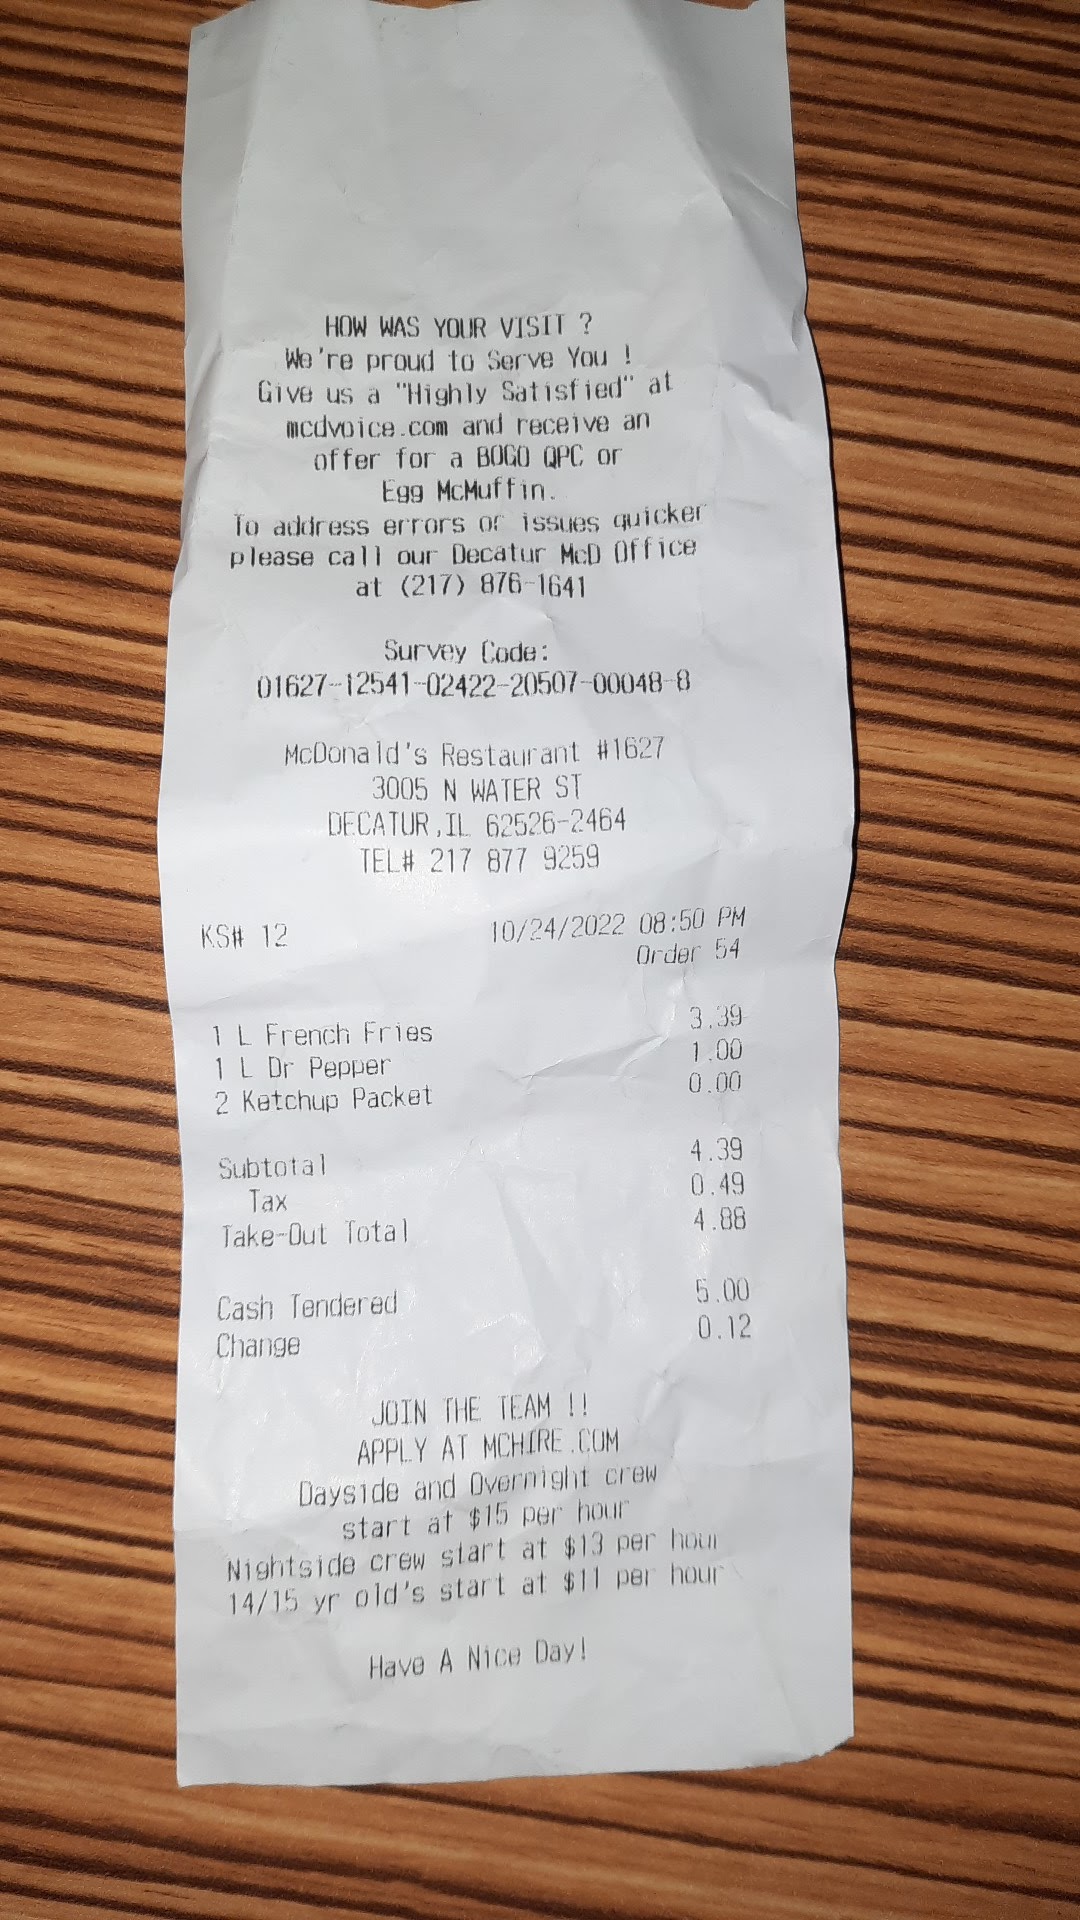 HOW WAS YOUR VISIT ?
We're proud to Serve You !
Give us a "Highly Satisfied" at
mcdvoice.com and receive an
offer for a BOGO QPC or
Egg McMuffin.
To address errors or issues quicker
please call our Decatur McD Office
at (217) 876-1641
Survey Code:
01627-12541-02422-20507-00048-8
McDonald's Restaurant #1627
3005 N WATER ST
DECATUR,IL 62526-2464
TEL# 217 877 9259
KS# 12 10/24/2022 08:50 PM
Order 54
1 L French Fries 3.39
1 L Dr Pepper 1.00
2 Ketchup Packet 0.00
Subtotal 4.39
Tax 0.49
Take-Out Total 4.88
Cash Tendered 5.00
Change 0.12
JOIN THE TEAM !!
APPLY AT MCHIRE.COM
Dayside and Overnight crew
start at $15 per hour
Nightside crew start at $13 per hour
14/15 yr old's start at $11 per hour
Have A Nice Day!